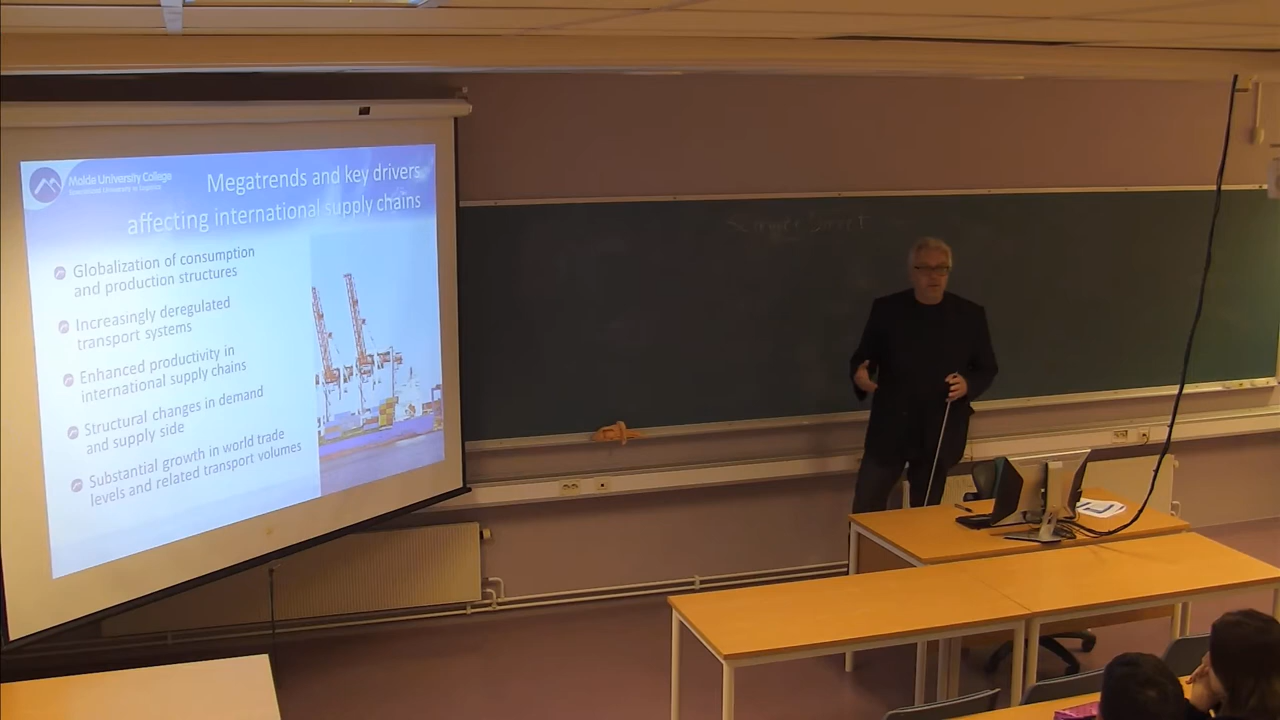 Molde University College
Specialized University in Logistics
Megatrends and key drivers
affecting international supply chains
Globalization of consumption
and production structures
Increasingly deregulated
transport systems
Enhanced productivity in
international supply chains
Structural changes in demand
and supply side
Substantial growth in world trade
levels and related transport volumes